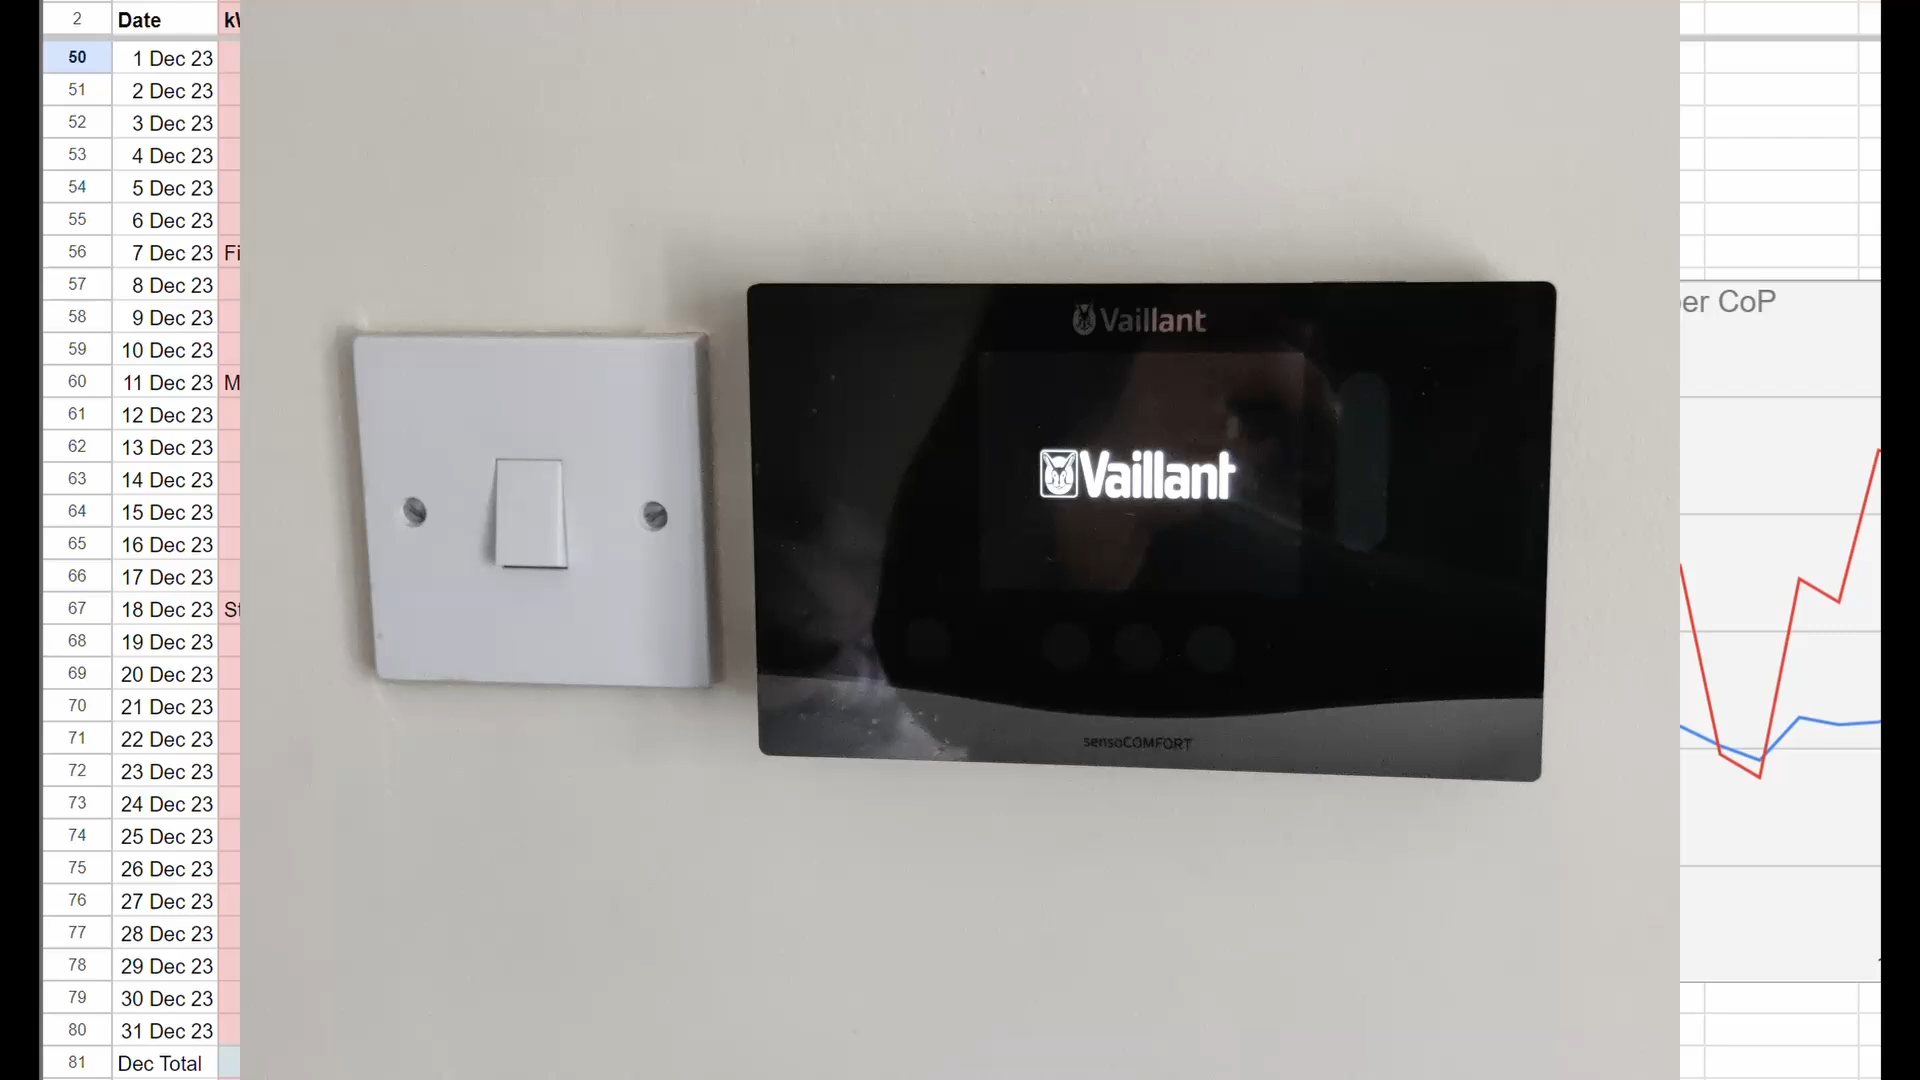 2 Date kW
50 1 Dec 23
51 2 Dec 23
52 3 Dec 23
53 4 Dec 23
54 5 Dec 23
55 6 Dec 23
56 7 Dec 23 Fi
57 8 Dec 23
58 9 Dec 23
59 10 Dec 23
60 11 Dec 23 M
61 12 Dec 23
62 13 Dec 23
63 14 Dec 23
64 15 Dec 23
65 16 Dec 23
66 17 Dec 23
67 18 Dec 23 St
68 19 Dec 23
69 20 Dec 23
70 21 Dec 23
71 22 Dec 23
72 23 Dec 23
73 24 Dec 23
74 25 Dec 23
75 26 Dec 23
76 27 Dec 23
77 28 Dec 23
78 29 Dec 23
79 30 Dec 23
80 31 Dec 23
81 Dec Total
Vaillant
Vaillant
sensoCOMFORT
er CoP